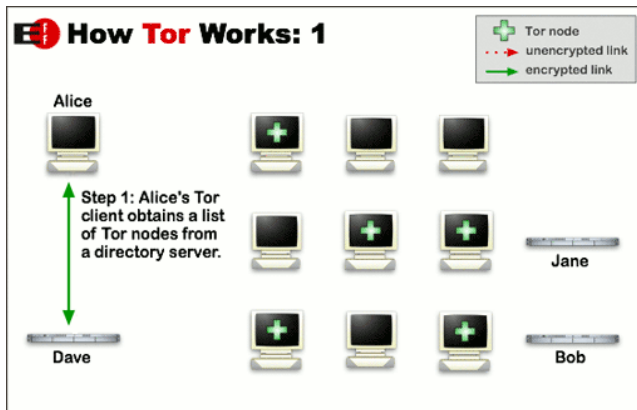 EFF How Tor Works: 1
Tor node
unencrypted link
encrypted link
Alice
Step 1: Alice's Tor
client obtains a list
of Tor nodes from
a directory server.
Jane
Dave
Bob